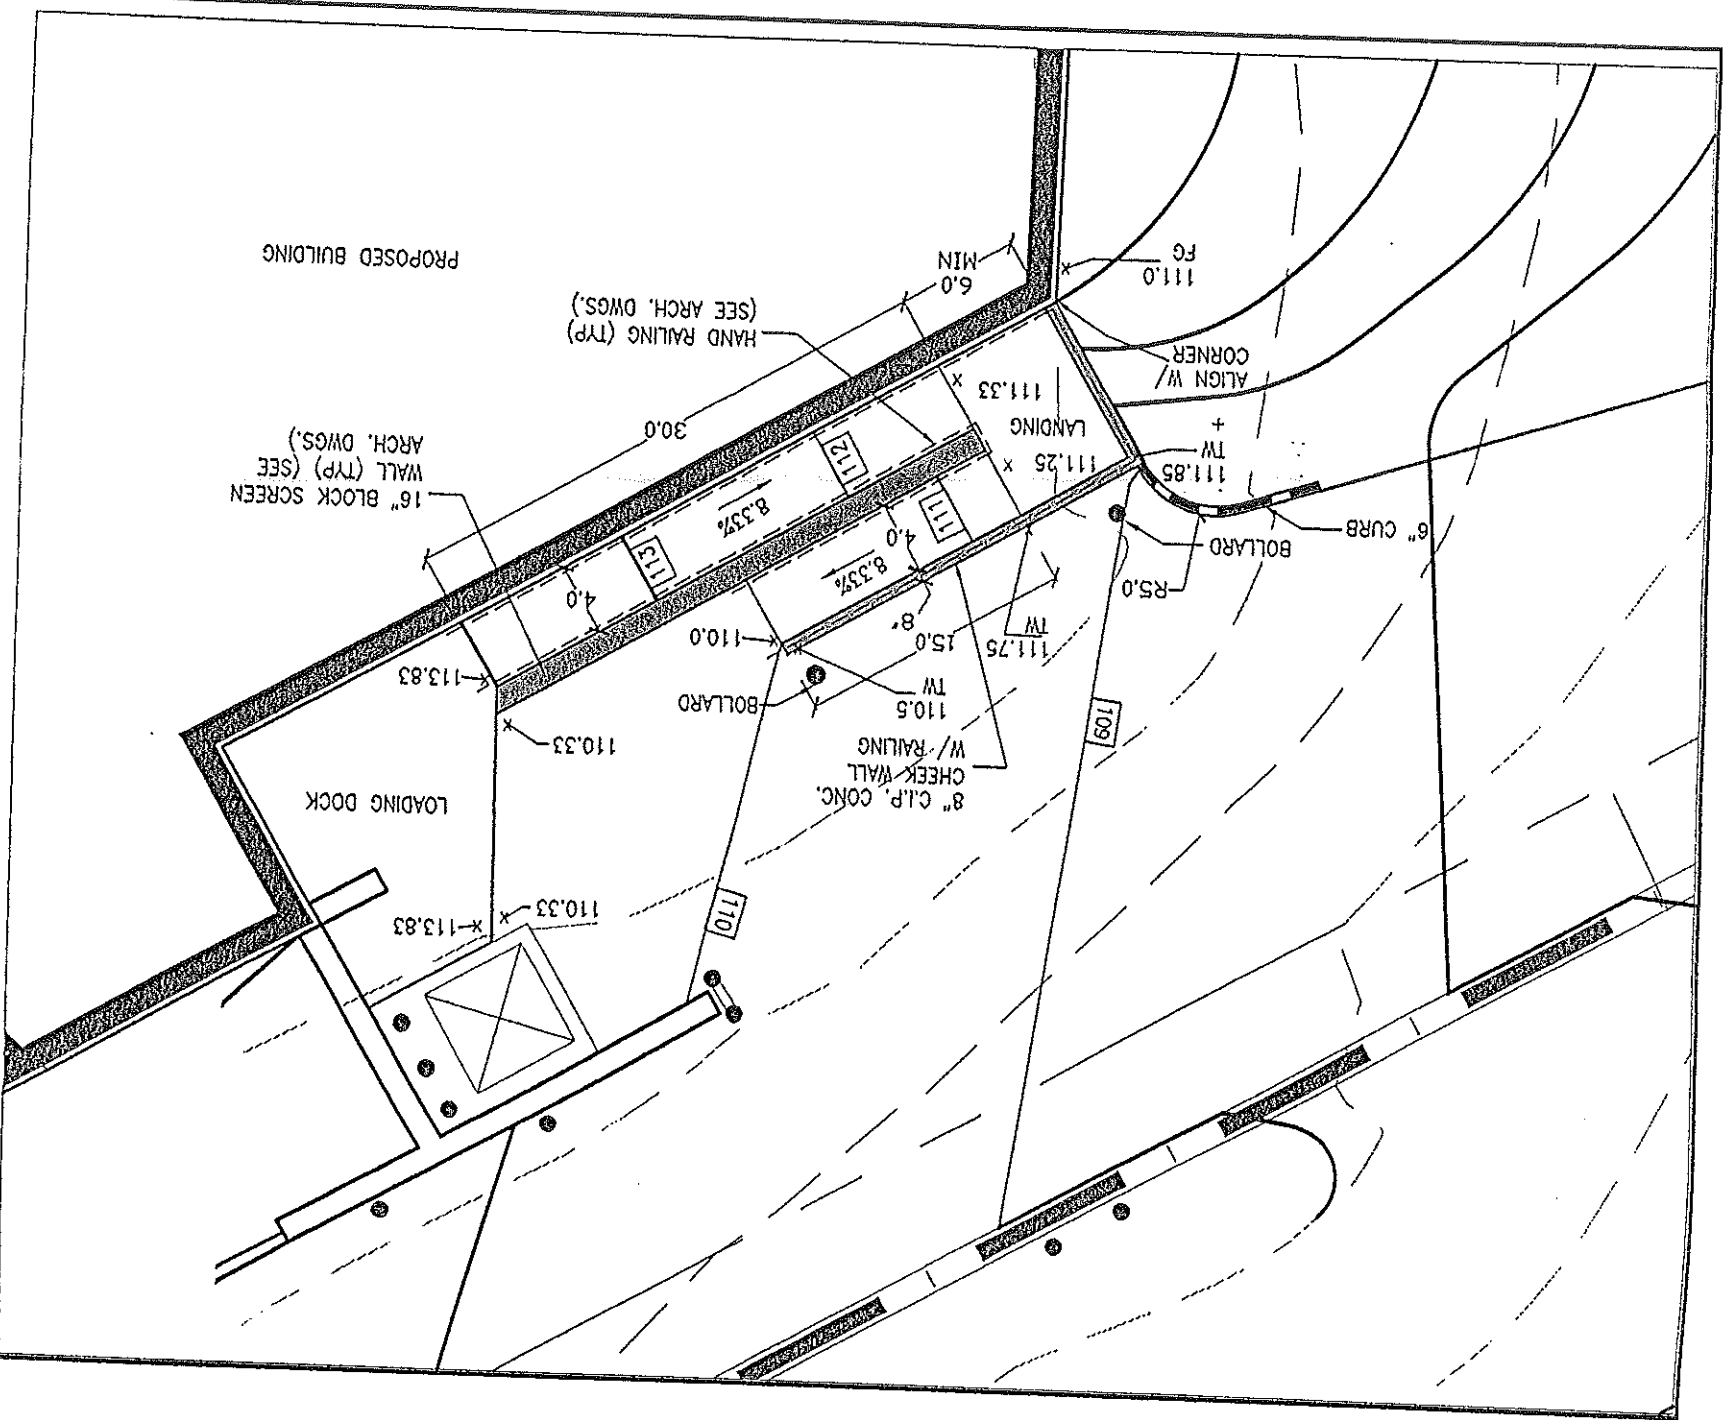 110
110.33
113.83
8" C.I.P. CONC.
CHEEK WALL
W/ RAILING
LOADING DOCK
109
110.33
110.5
TW
BOLLARD
113.83
111.75
TW
15.0
8"
110.0
R5.0
BOLLARD
6" CURB
8.33%
4.0
4.0
111
113
8.33%
112
111.85
TW
111.25
LANDING
111.33
16" BLOCK SCREEN
WALL (TYP) (SEE
ARCH. DWGS.)
30.0
ALIGN W/
CORNER
HAND RAILING (TYP)
(SEE ARCH. DWGS.)
6.0
MIN
111.0
FG
PROPOSED BUILDING